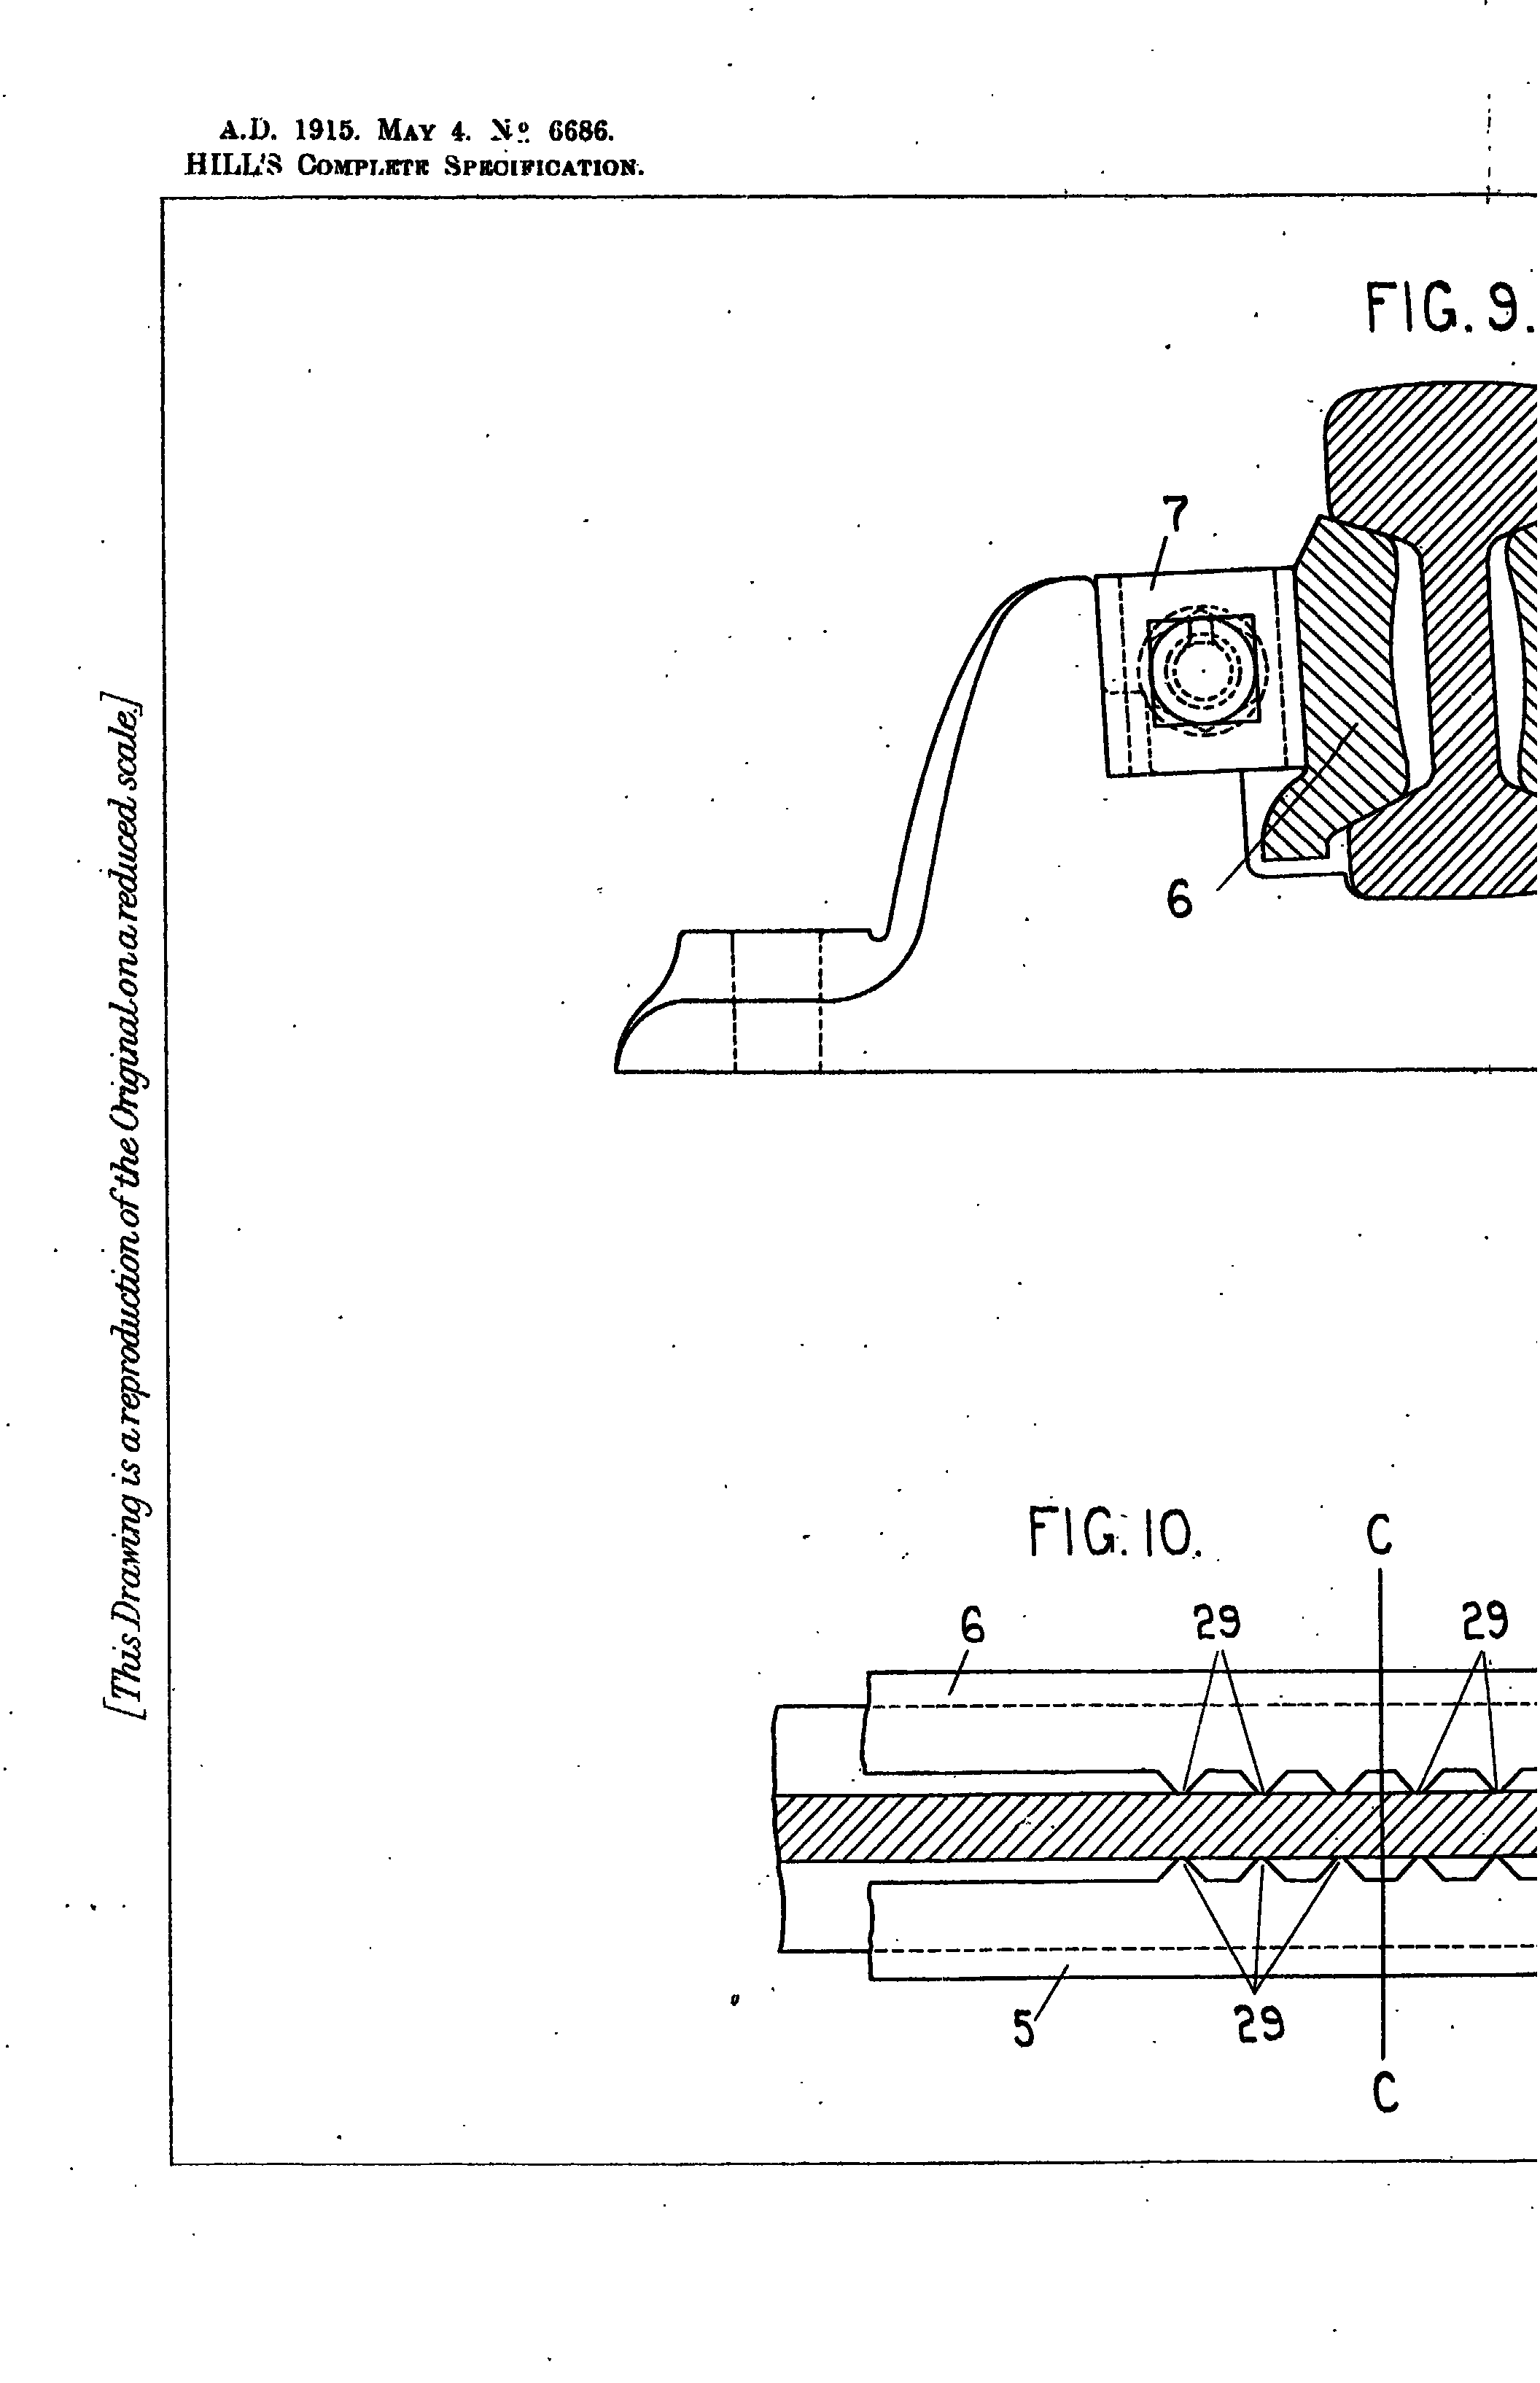 A.D. 1915. MAY 4. No. 6686.
HILL'S COMPLETE SPECIFICATION.
[This Drawing is a reproduction of the Original on a reduced scale.]
FIG. 9.
7
6
FIG. 10.
C
6
29
29
5
29
C